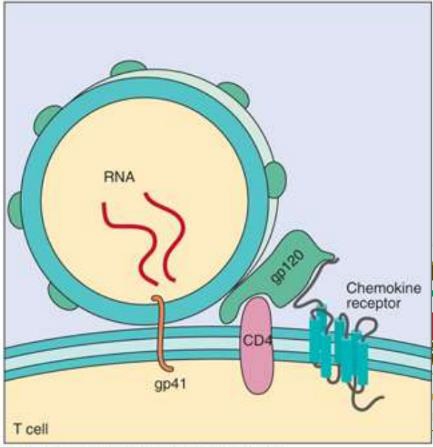 RNA
gp120
Chemokine
receptor
CD4
gp41
T cell